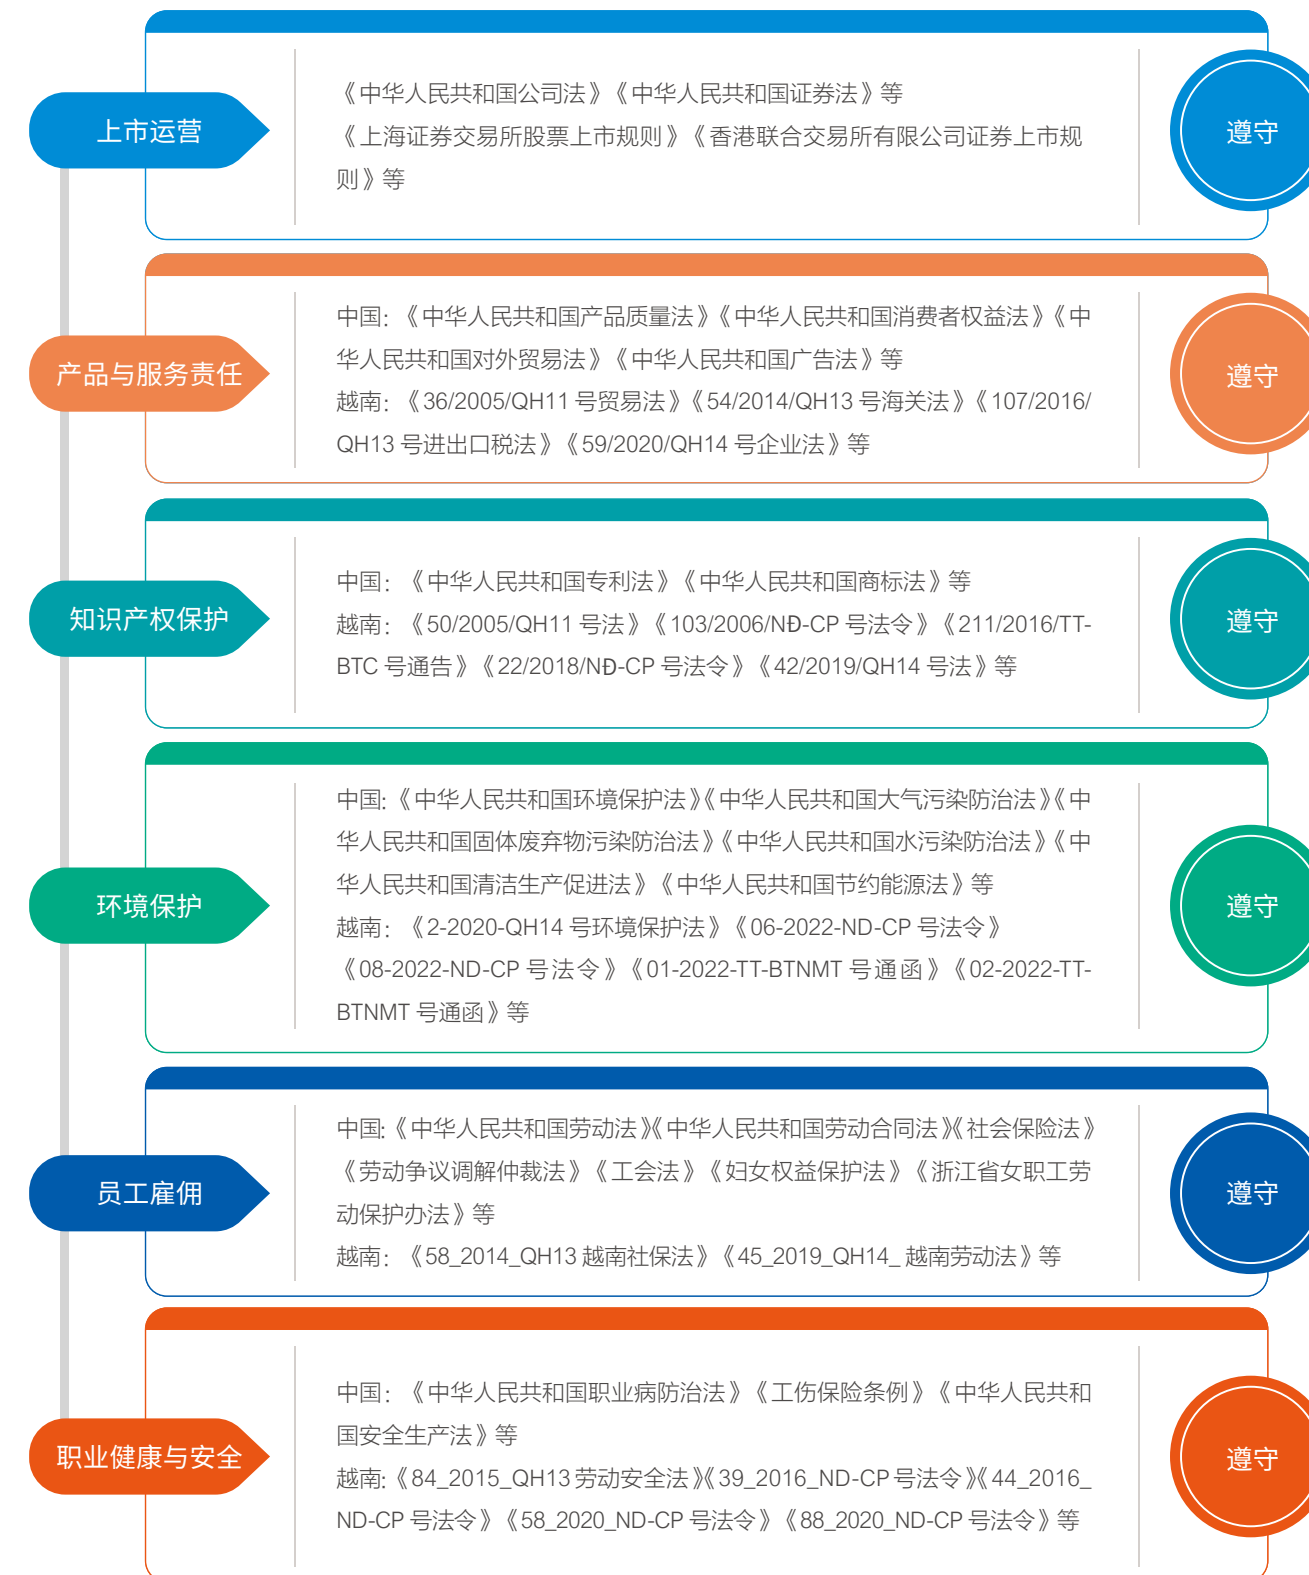 上市运营
《中华人民共和国公司法》《中华人民共和国证券法》等
《上海证券交易所股票上市规则》《香港联合交易所有限公司证券上市规
则》等
遵守
产品与服务责任
中国：《中华人民共和国产品质量法》《中华人民共和国消费者权益法》《中
华人民共和国对外贸易法》《中华人民共和国广告法》等
越南：《36/2005/QH11 号贸易法》《54/2014/QH13 号海关法》《107/2016/
QH13 号进出口税法》《59/2020/QH14 号企业法》等
遵守
知识产权保护
中国：《中华人民共和国专利法》《中华人民共和国商标法》等
越南：《50/2005/QH11 号法》《103/2006/NĐ-CP 号法令》《211/2016/TT-
BTC 号通告》《22/2018/NĐ-CP 号法令》《42/2019/QH14 号法》等
遵守
环境保护
中国：《中华人民共和国环境保护法》《中华人民共和国大气污染防治法》《中
华人民共和国固体废弃物污染防治法》《中华人民共和国水污染防治法》《中
华人民共和国清洁生产促进法》《中华人民共和国节约能源法》等
越南：《2-2020-QH14 号环境保护法》《06-2022-ND-CP 号法令》
《08-2022-ND-CP 号法令》《01-2022-TT-BTNMT 号通函》《02-2022-TT-
BTNMT 号通函》等
遵守
员工雇佣
中国：《中华人民共和国劳动法》《中华人民共和国劳动合同法》《社会保险法》
《劳动争议调解仲裁法》《工会法》《妇女权益保护法》《浙江省女职工劳
动保护办法》等
越南：《58_2014_QH13 越南社保法》《45_2019_QH14_ 越南劳动法》等
遵守
职业健康与安全
中国：《中华人民共和国职业病防治法》《工伤保险条例》《中华人民共和
国安全生产法》等
越南：《84_2015_QH13 劳动安全法》《39_2016_ND-CP 号法令》《44_2016_
ND-CP 号法令》《58_2020_ND-CP 号法令》《88_2020_ND-CP 号法令》等
遵守